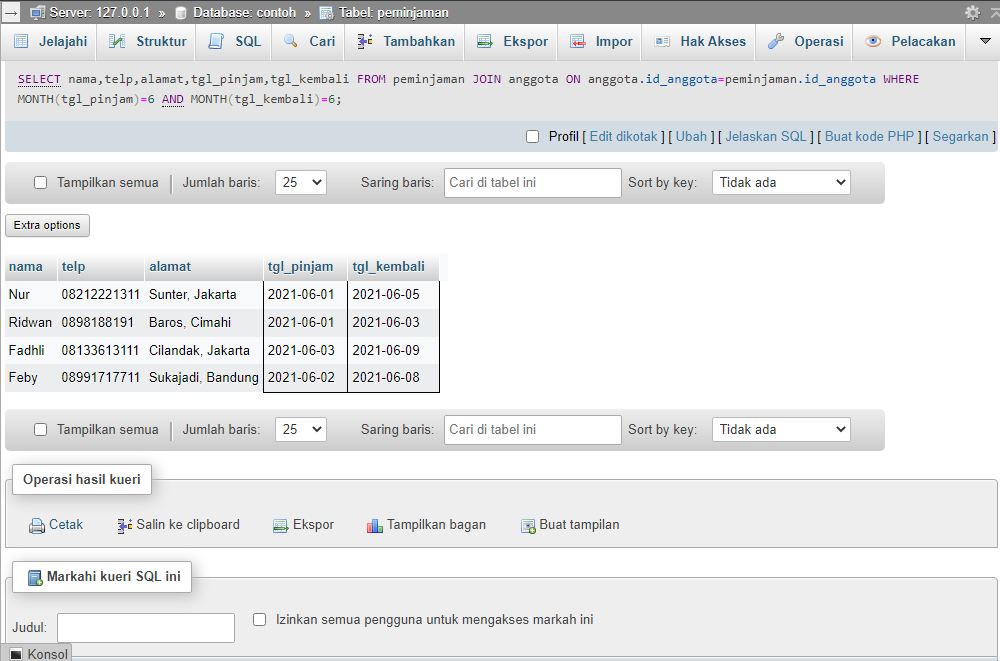 Server: 127.0.0.1 » Database: contoh » Tabel: peminjaman
Jelajahi Struktur SQL Cari Tambahkan Ekspor Impor Hak Akses Operasi Pelacakan
SELECT nama,telp,alamat,tgl_pinjam,tgl_kembali FROM peminjaman JOIN anggota ON anggota.id_anggota=peminjaman.id_anggota WHERE
MONTH(tgl_pinjam)=6 AND MONTH(tgl_kembali)=6;
Profil [ Edit dikotak ] [ Ubah ] [ Jelaskan SQL ] [ Buat kode PHP ] [ Segarkan ]
Tampilkan semua | Jumlah baris: 25 Saring baris: Cari di tabel ini Sort by key: Tidak ada
Extra options
nama telp alamat tgl_pinjam tgl_kembali
Nur 08212221311 Sunter, Jakarta 2021-06-01 2021-06-05
Ridwan 0898188191 Baros, Cimahi 2021-06-01 2021-06-03
Fadhli 08133613111 Cilandak, Jakarta 2021-06-03 2021-06-09
Feby 08991717711 Sukajadi, Bandung 2021-06-02 2021-06-08
Tampilkan semua | Jumlah baris: 25 Saring baris: Cari di tabel ini Sort by key: Tidak ada
Operasi hasil kueri
Cetak Salin ke clipboard Ekspor Tampilkan bagan Buat tampilan
Markahi kueri SQL ini
Judul: Izinkan semua pengguna untuk mengakses markah ini
Konsol